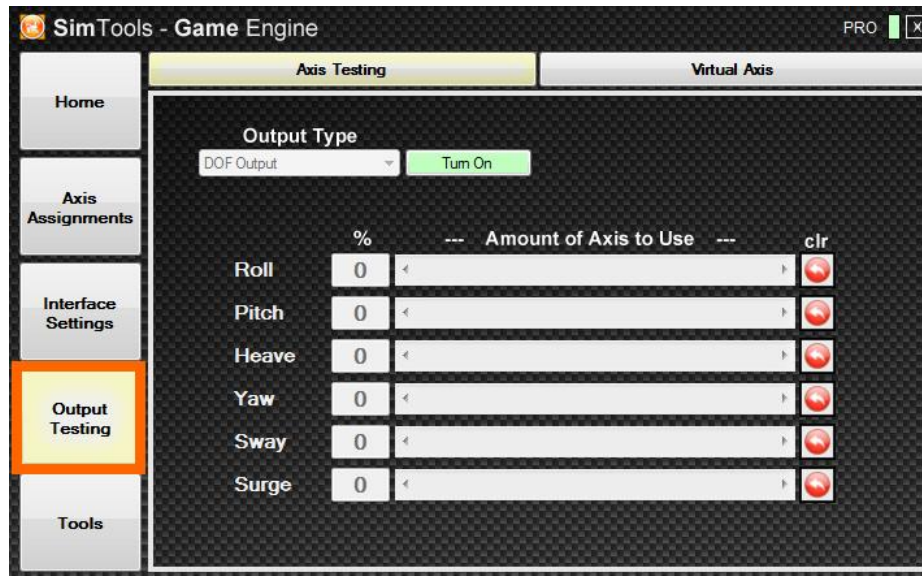 SimTools - Game Engine
PRO
X
Axis Testing
Virtual Axis
Home
Axis
Assignments
Interface
Settings
Output
Testing
Tools
Output Type
DOF Output
Turn On
% --- Amount of Axis to Use --- clr
Roll 0
Pitch 0
Heave 0
Yaw 0
Sway 0
Surge 0